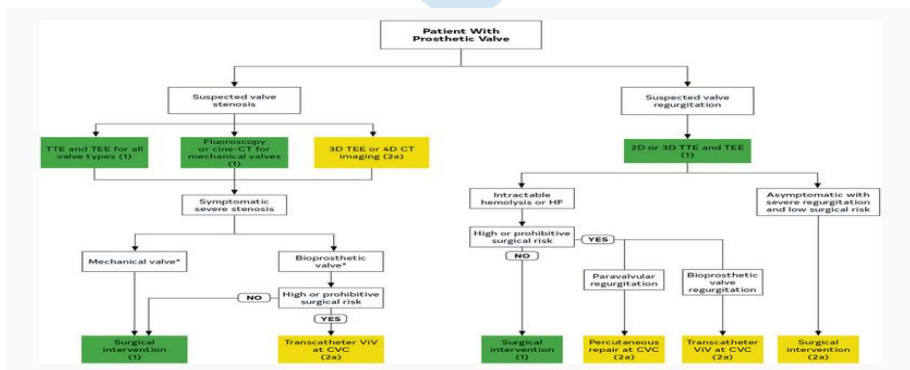 Patient With
Prosthetic Valve
Suspected valve
stenosis
Suspected valve
regurgitation
TTE and TEE for all
valve types (1)
Fluoroscopy
or cine-CT for
mechanical valves
(1)
3D TEE or 4D CT
imaging (2a)
2D or 3D TTE and TEE
(1)
Symptomatic
severe stenosis
Intractable
hemolysis or HF
Asymptomatic with
severe regurgitation
and low surgical risk
Mechanical valve*
Bioprosthetic
valve*
High or prohibitive
surgical risk
YES
NO
NO
High or prohibitive
surgical risk
YES
Paravalvular
regurgitation
Bioprosthetic
valve
regurgitation
Surgical
intervention
(1)
Transcatheter ViV
at CVC
(2a)
Surgical
intervention
(1)
Percutaneous
repair at CVC
(2a)
Transcatheter
ViV at CVC
(2a)
Surgical
intervention
(2a)